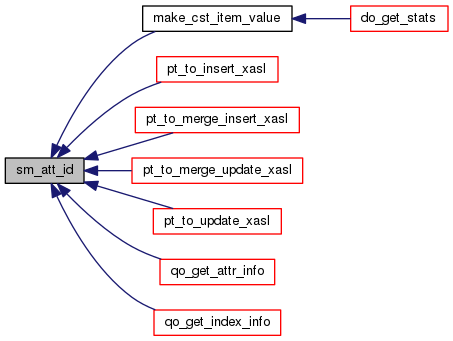 make_cst_item_value
do_get_stats
pt_to_insert_xasl
pt_to_merge_insert_xasl
sm_att_id
pt_to_merge_update_xasl
pt_to_update_xasl
qo_get_attr_info
qo_get_index_info